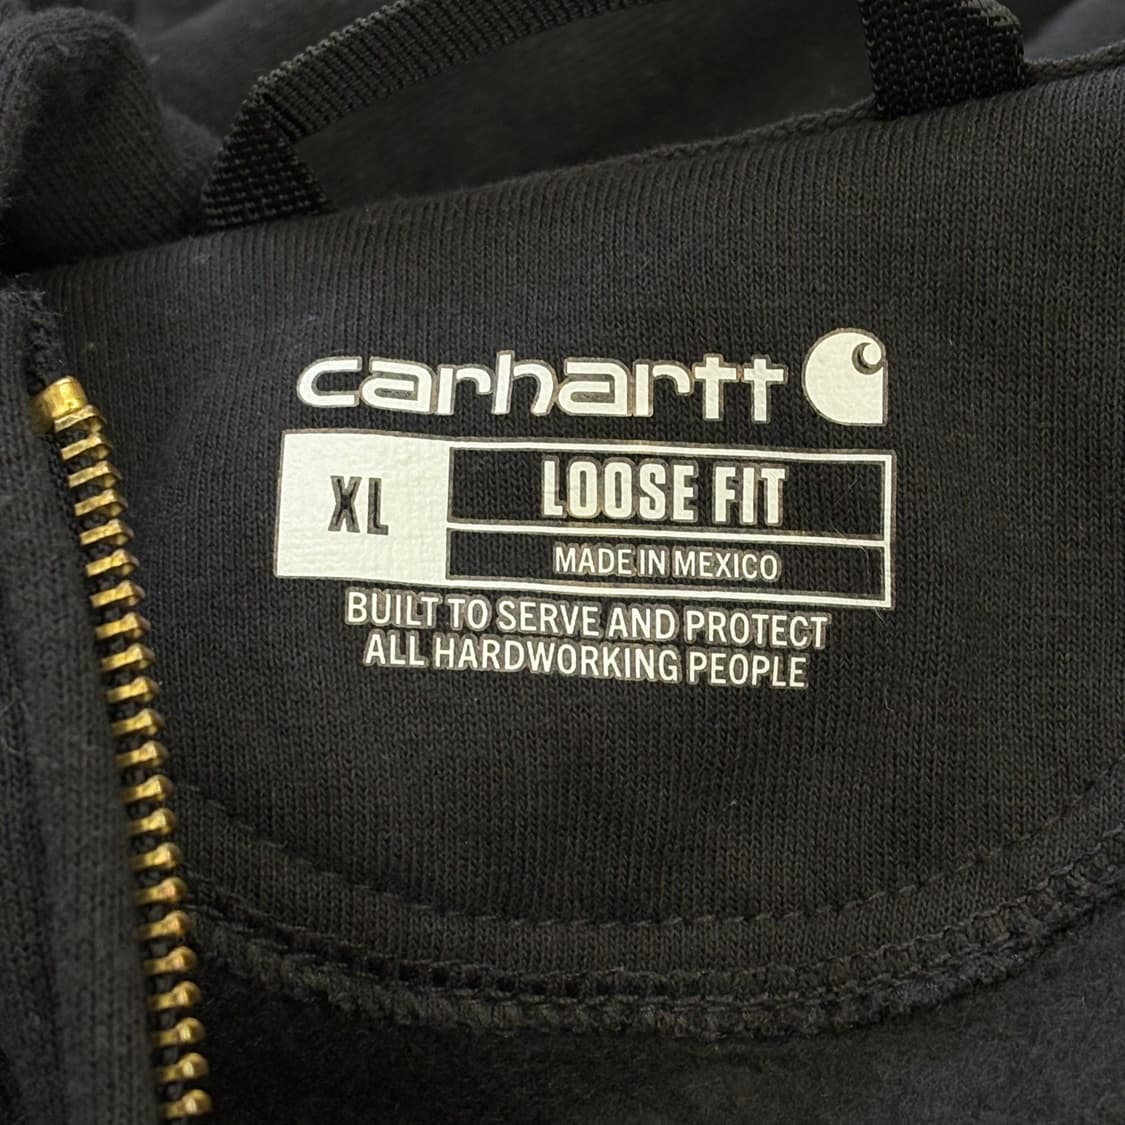 carhartt
XL
LOOSE FIT
MADE IN MEXICO
BUILT TO SERVE AND PROTECT
ALL HARDWORKING PEOPLE